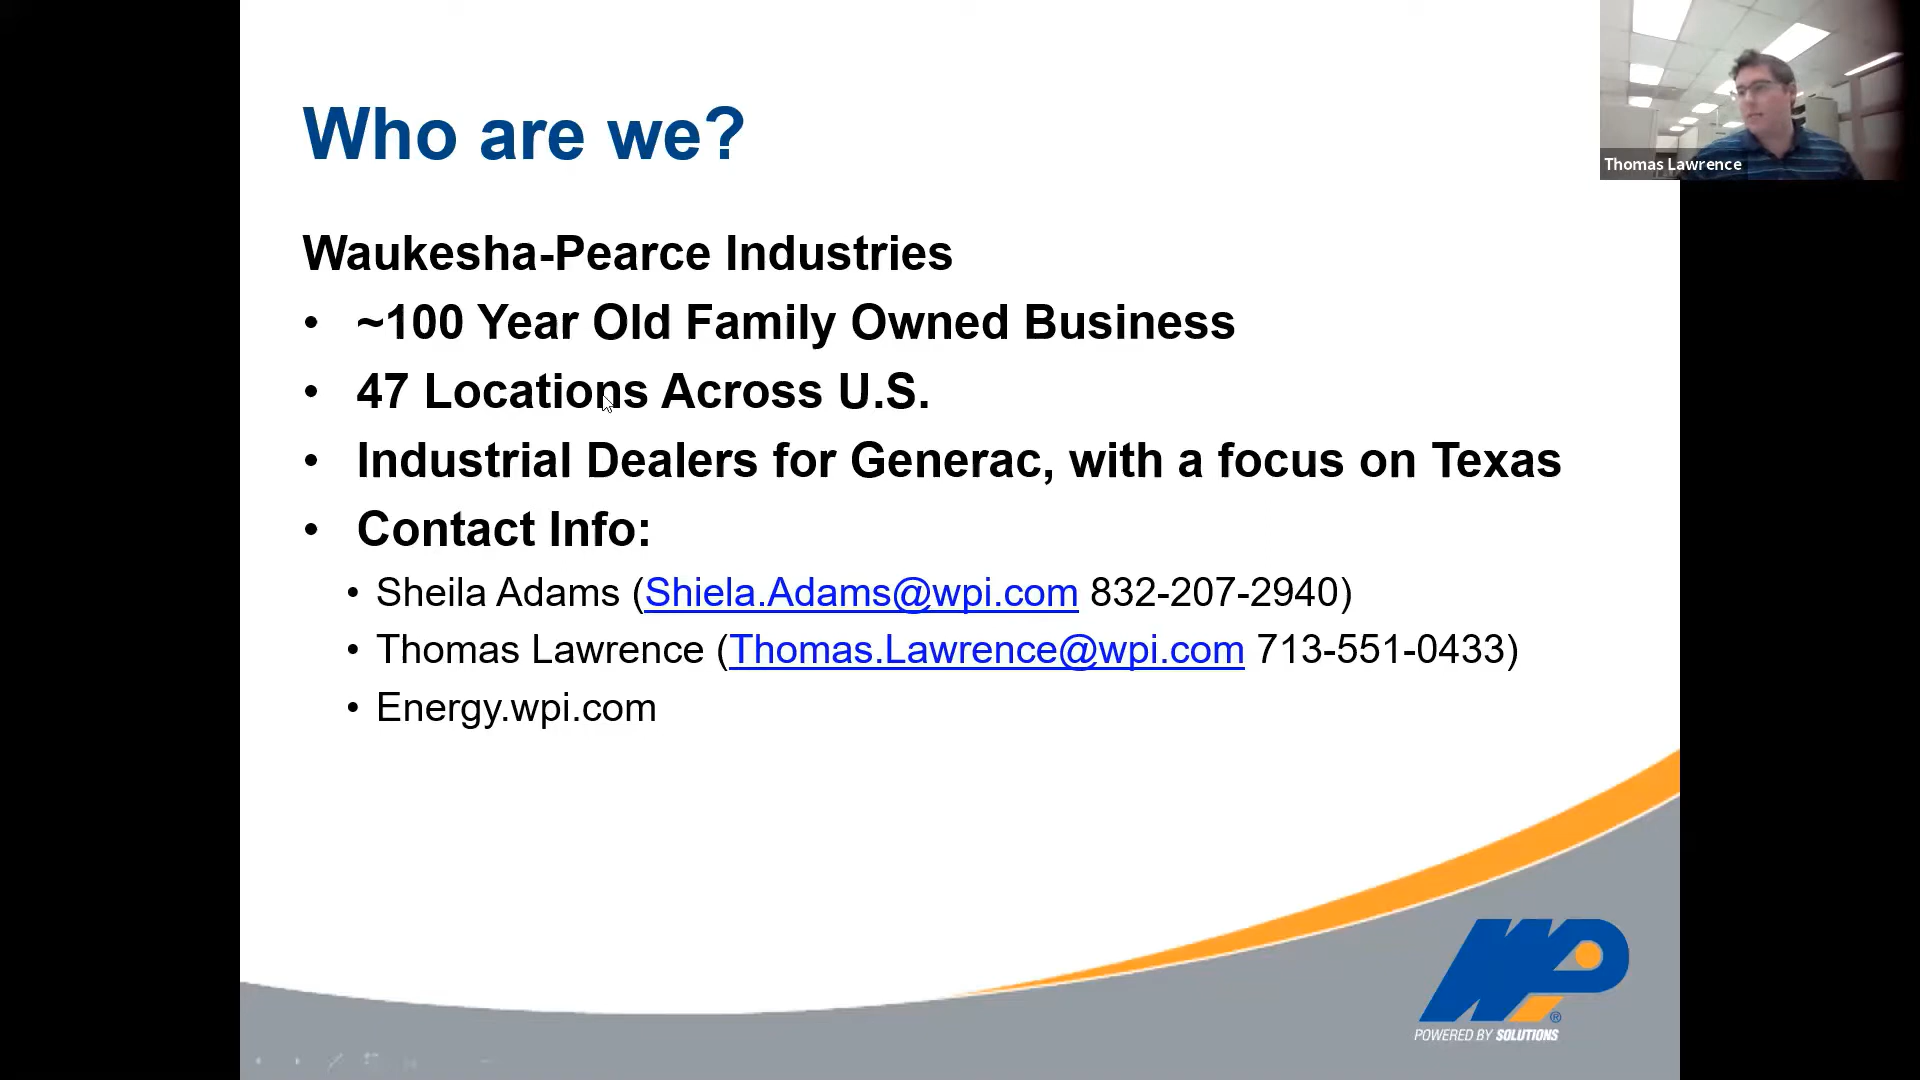 Who are we?
Thomas Lawrence
Waukesha-Pearce Industries
• ~100 Year Old Family Owned Business
• 47 Locations Across U.S.
• Industrial Dealers for Generac, with a focus on Texas
• Contact Info:
• Sheila Adams (Shiela.Adams@wpi.com 832-207-2940)
• Thomas Lawrence (Thomas.Lawrence@wpi.com 713-551-0433)
• Energy.wpi.com
WPI®
POWERED BY SOLUTIONS